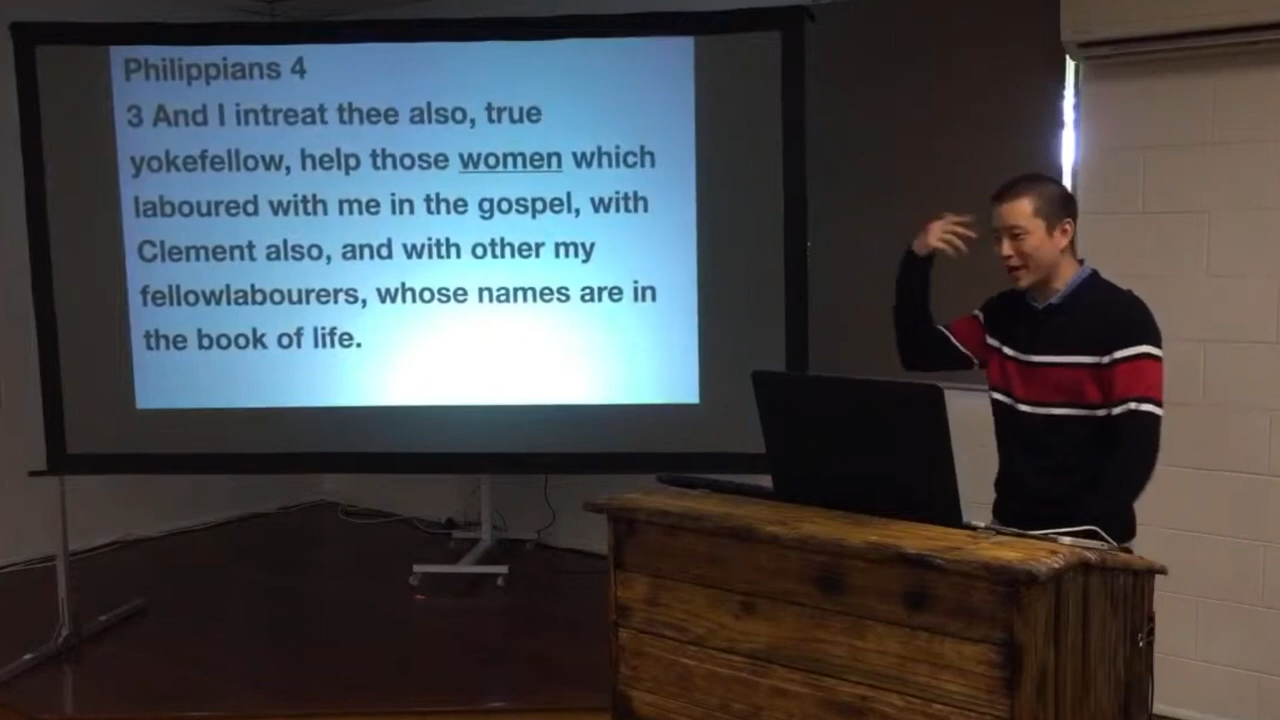 Philippians 4
3 And I intreat thee also, true
yokefellow, help those women which
laboured with me in the gospel, with
Clement also, and with other my
fellowlabourers, whose names are in
the book of life.